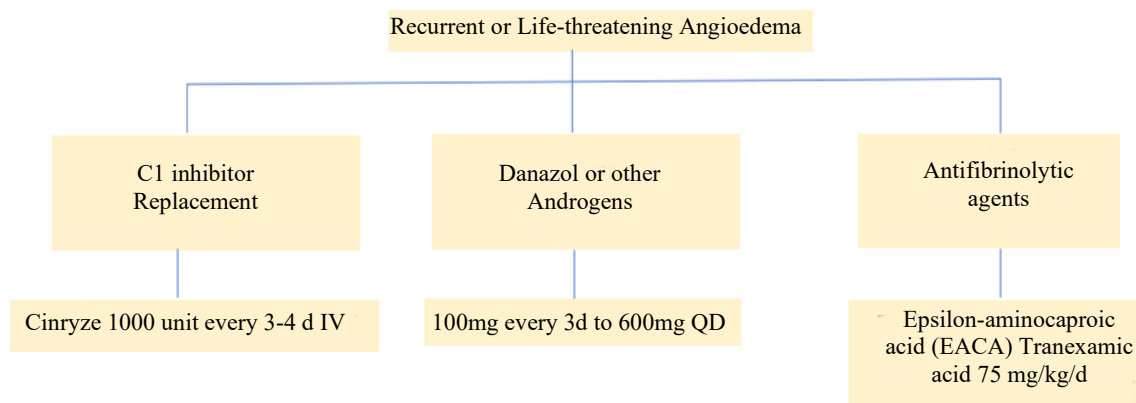 Recurrent or Life-threatening Angioedema
C1 inhibitor
Replacement
Danazol or other
Androgens
Antifibrinolytic
agents
Cinryze 1000 unit every 3-4 d IV
100mg every 3d to 600mg QD
Epsilon-aminocaproic
acid (EACA) Tranexamic
acid 75 mg/kg/d